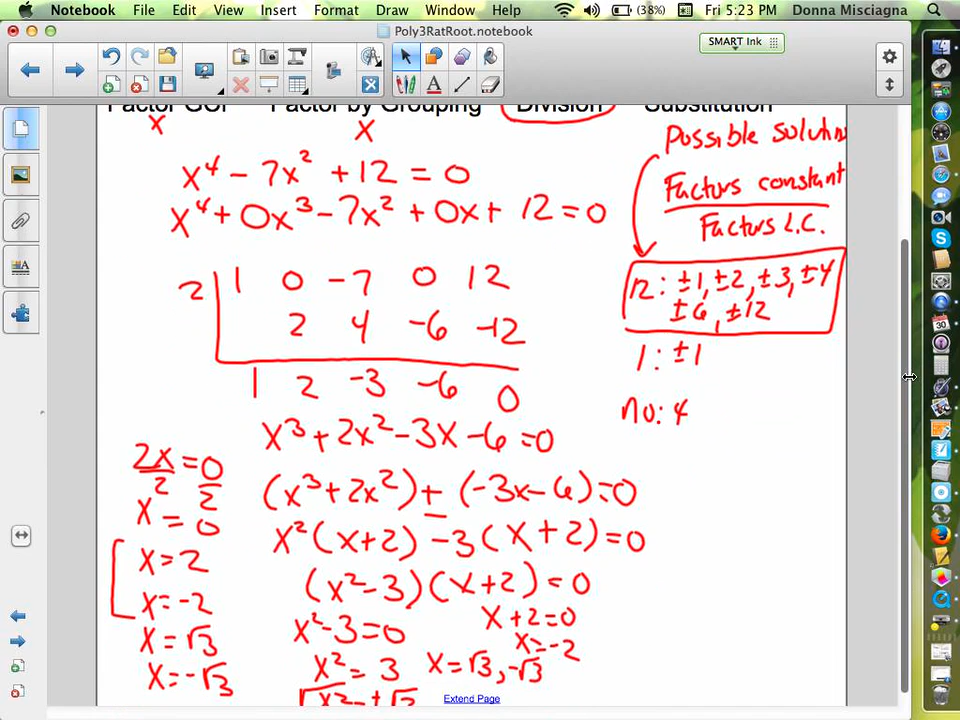 Notebook File Edit View Insert Format Draw Window Help (38%) Fri 5:23 PM Donna Misciagna
Poly3RatRoot.notebook
SMART Ink
Factor GCF Factor by Grouping Division Substitution
x x
x⁴ - 7x² + 12 = 0
x⁴ + 0x³ - 7x² + 0x + 12 = 0
2 | 1 0 -7 0 12
2 4 -6 -12
1 2 -3 -6 0
x³ + 2x² - 3x - 6 = 0
(x³ + 2x²) + (-3x - 6) = 0
x²(x+2) - 3(x+2) = 0
(x² - 3)(x + 2) = 0
x² - 3 = 0 x + 2 = 0
x = -2
x² = 3 x = √3, -√3
√x² = ±√3
2x = 0
2 2
x = 0
x = 2
x = -2
x = √3
x = -√3
Possible
Factors constant
Factors L.C.
12: ±1, ±2, ±3, ±4
±6, ±12
1: ±1
no: 4
Extend Page
30